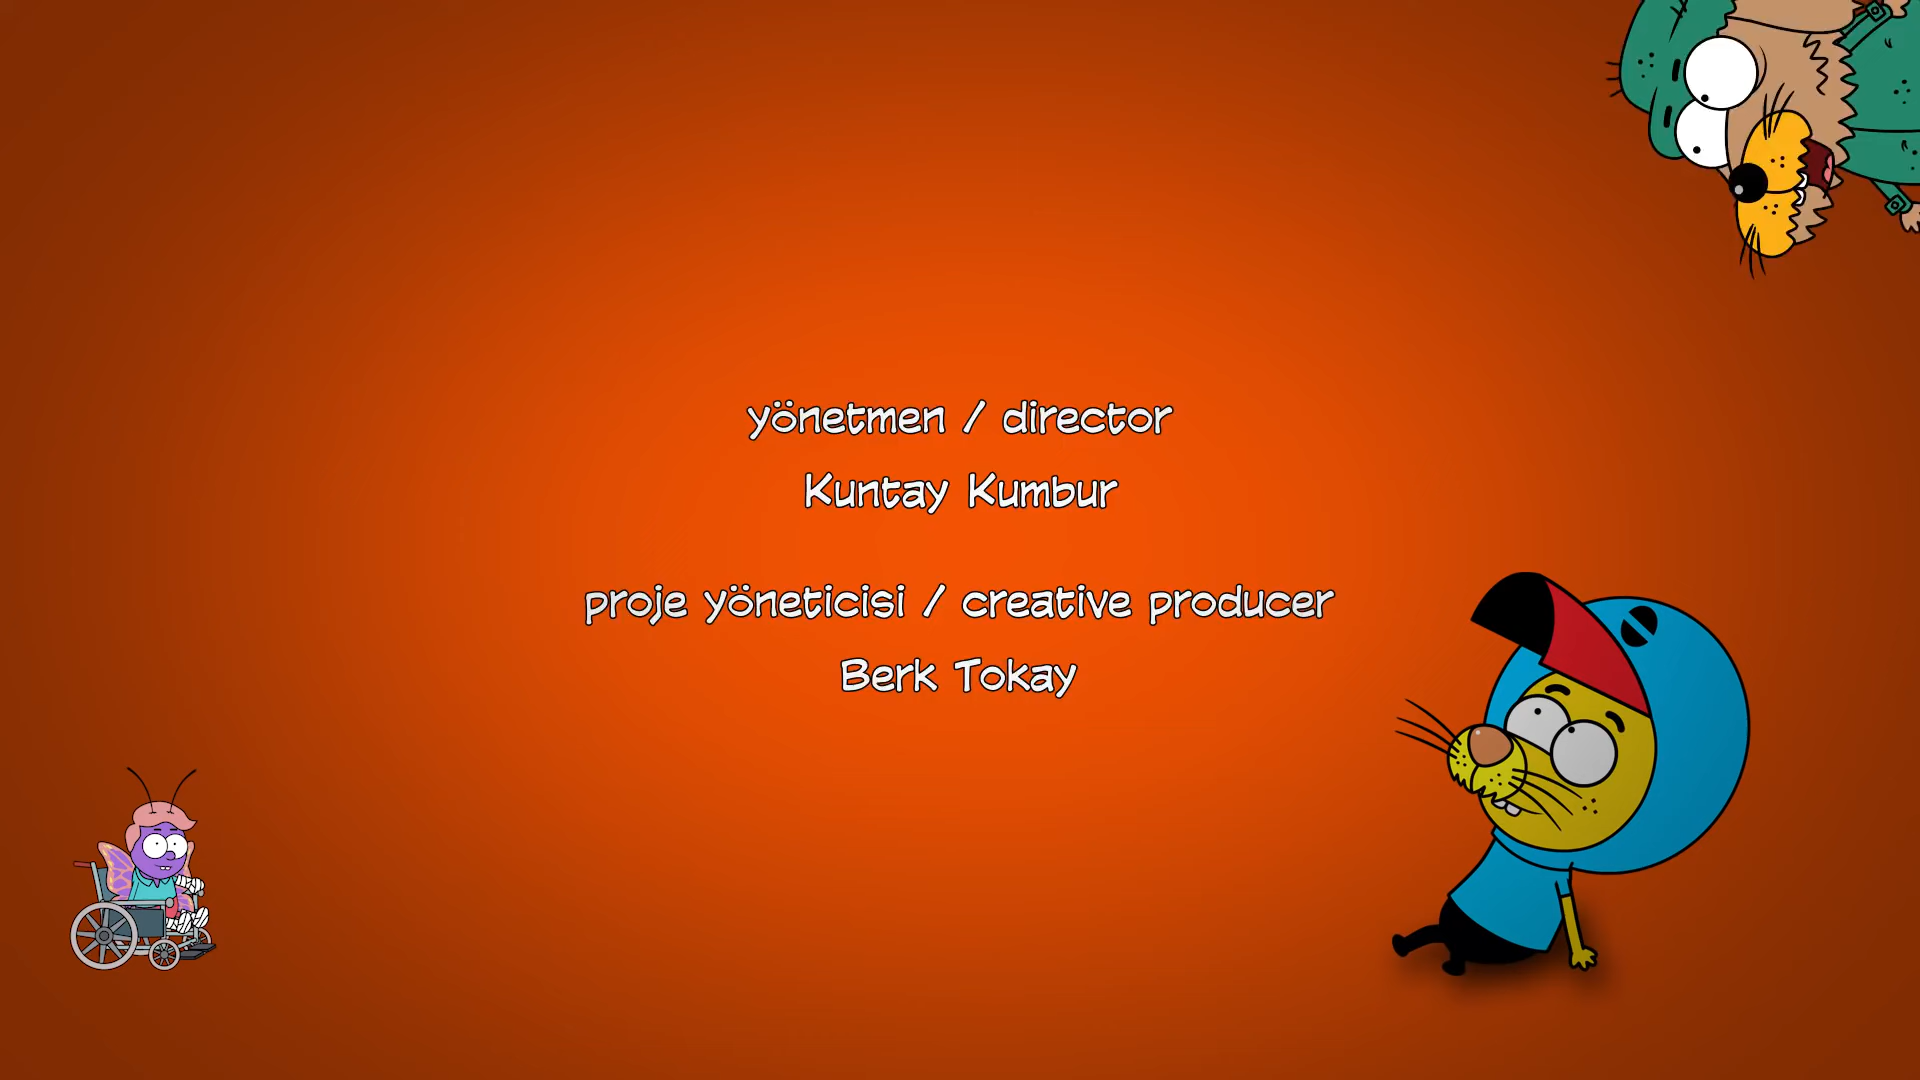 yönetmen / director
Kuntay Kumbur
proje yöneticisi / creative producer
Berk Tokay